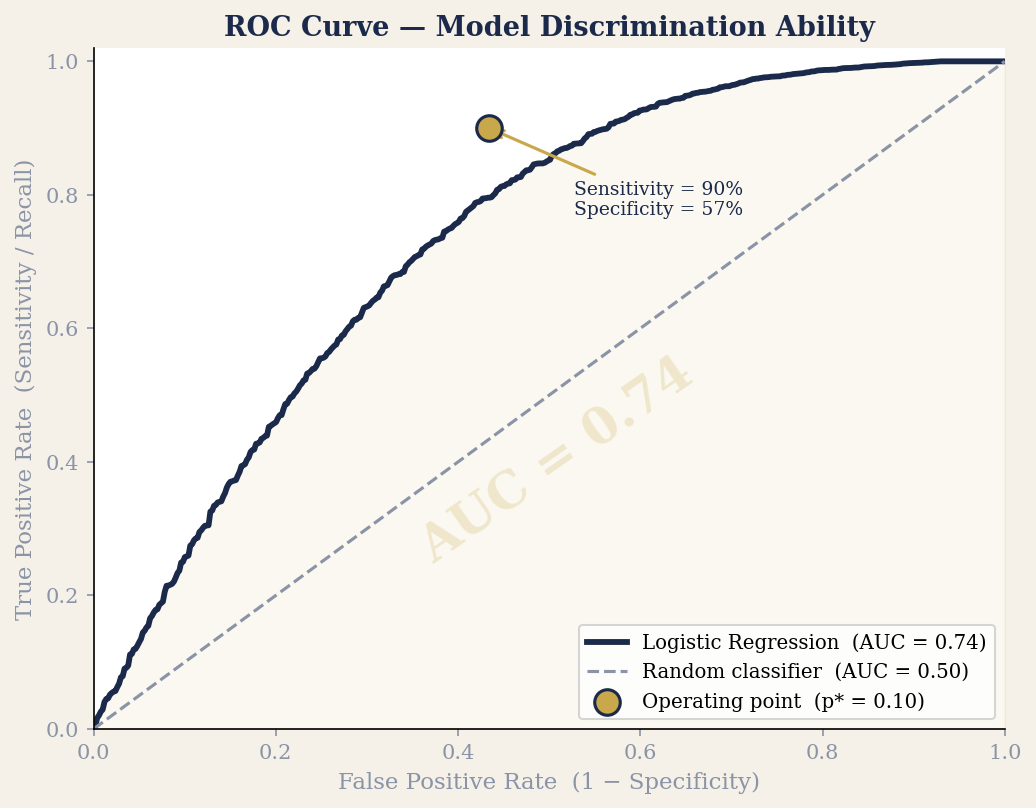 ROC Curve — Model Discrimination Ability
True Positive Rate  (Sensitivity / Recall)
1.0
0.8
0.6
0.4
0.2
0.0
Sensitivity = 90%
Specificity = 57%
AUC = 0.74
Logistic Regression  (AUC = 0.74)
Random classifier  (AUC = 0.50)
Operating point  (p* = 0.10)
0.0
0.2
0.4
0.6
0.8
1.0
False Positive Rate  (1 − Specificity)